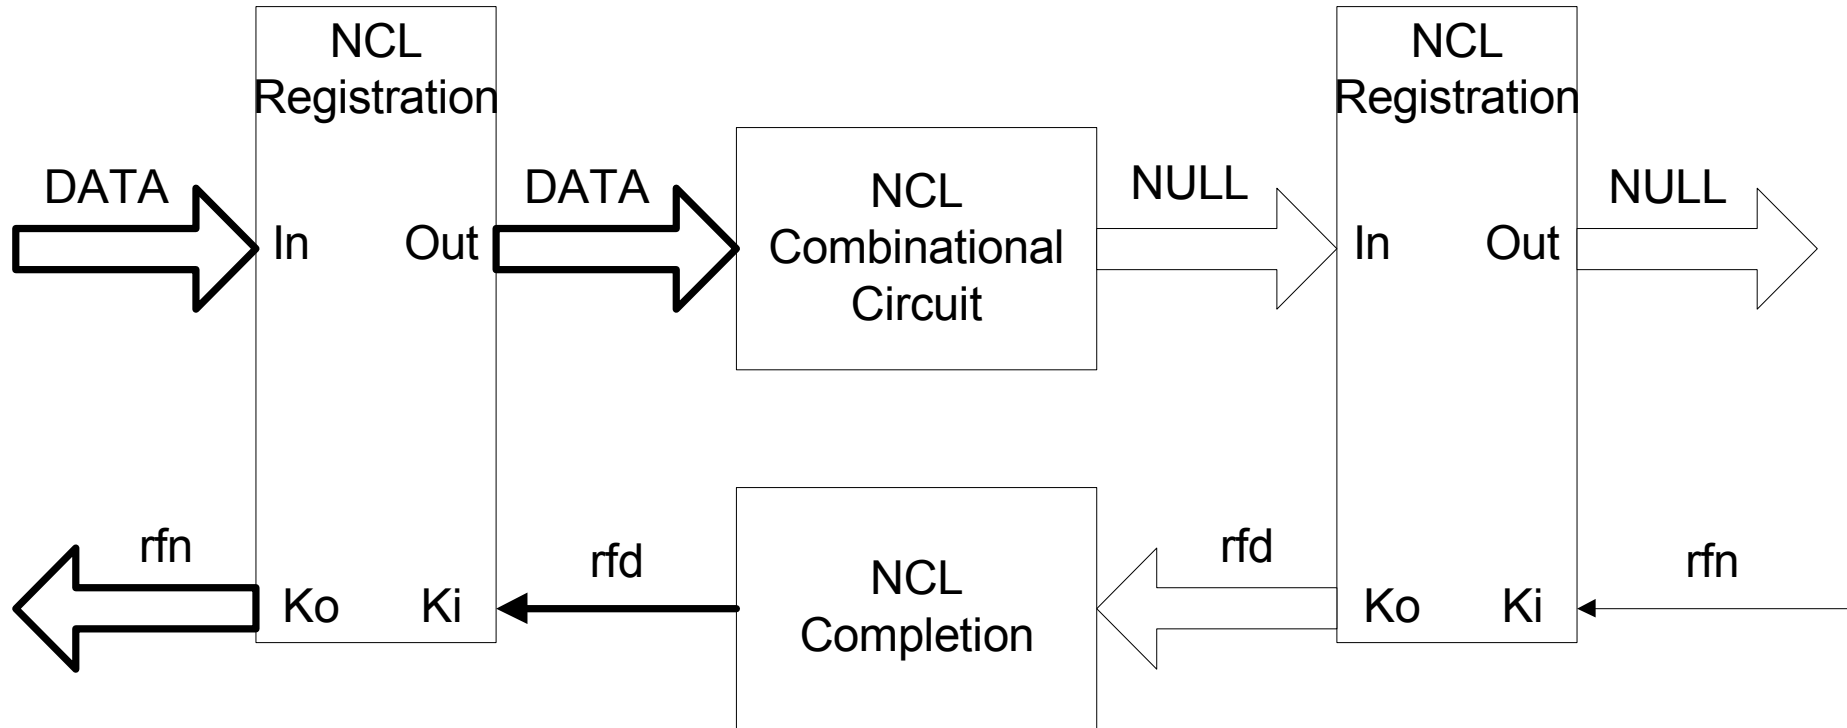 NCL
Registration
NCL
Registration
DATA
DATA
NULL
NULL
NCL
Combinational
Circuit
In
Out
In
Out
rfn
rfd
rfd
rfn
NCL
Completion
Ko
Ki
Ko
Ki